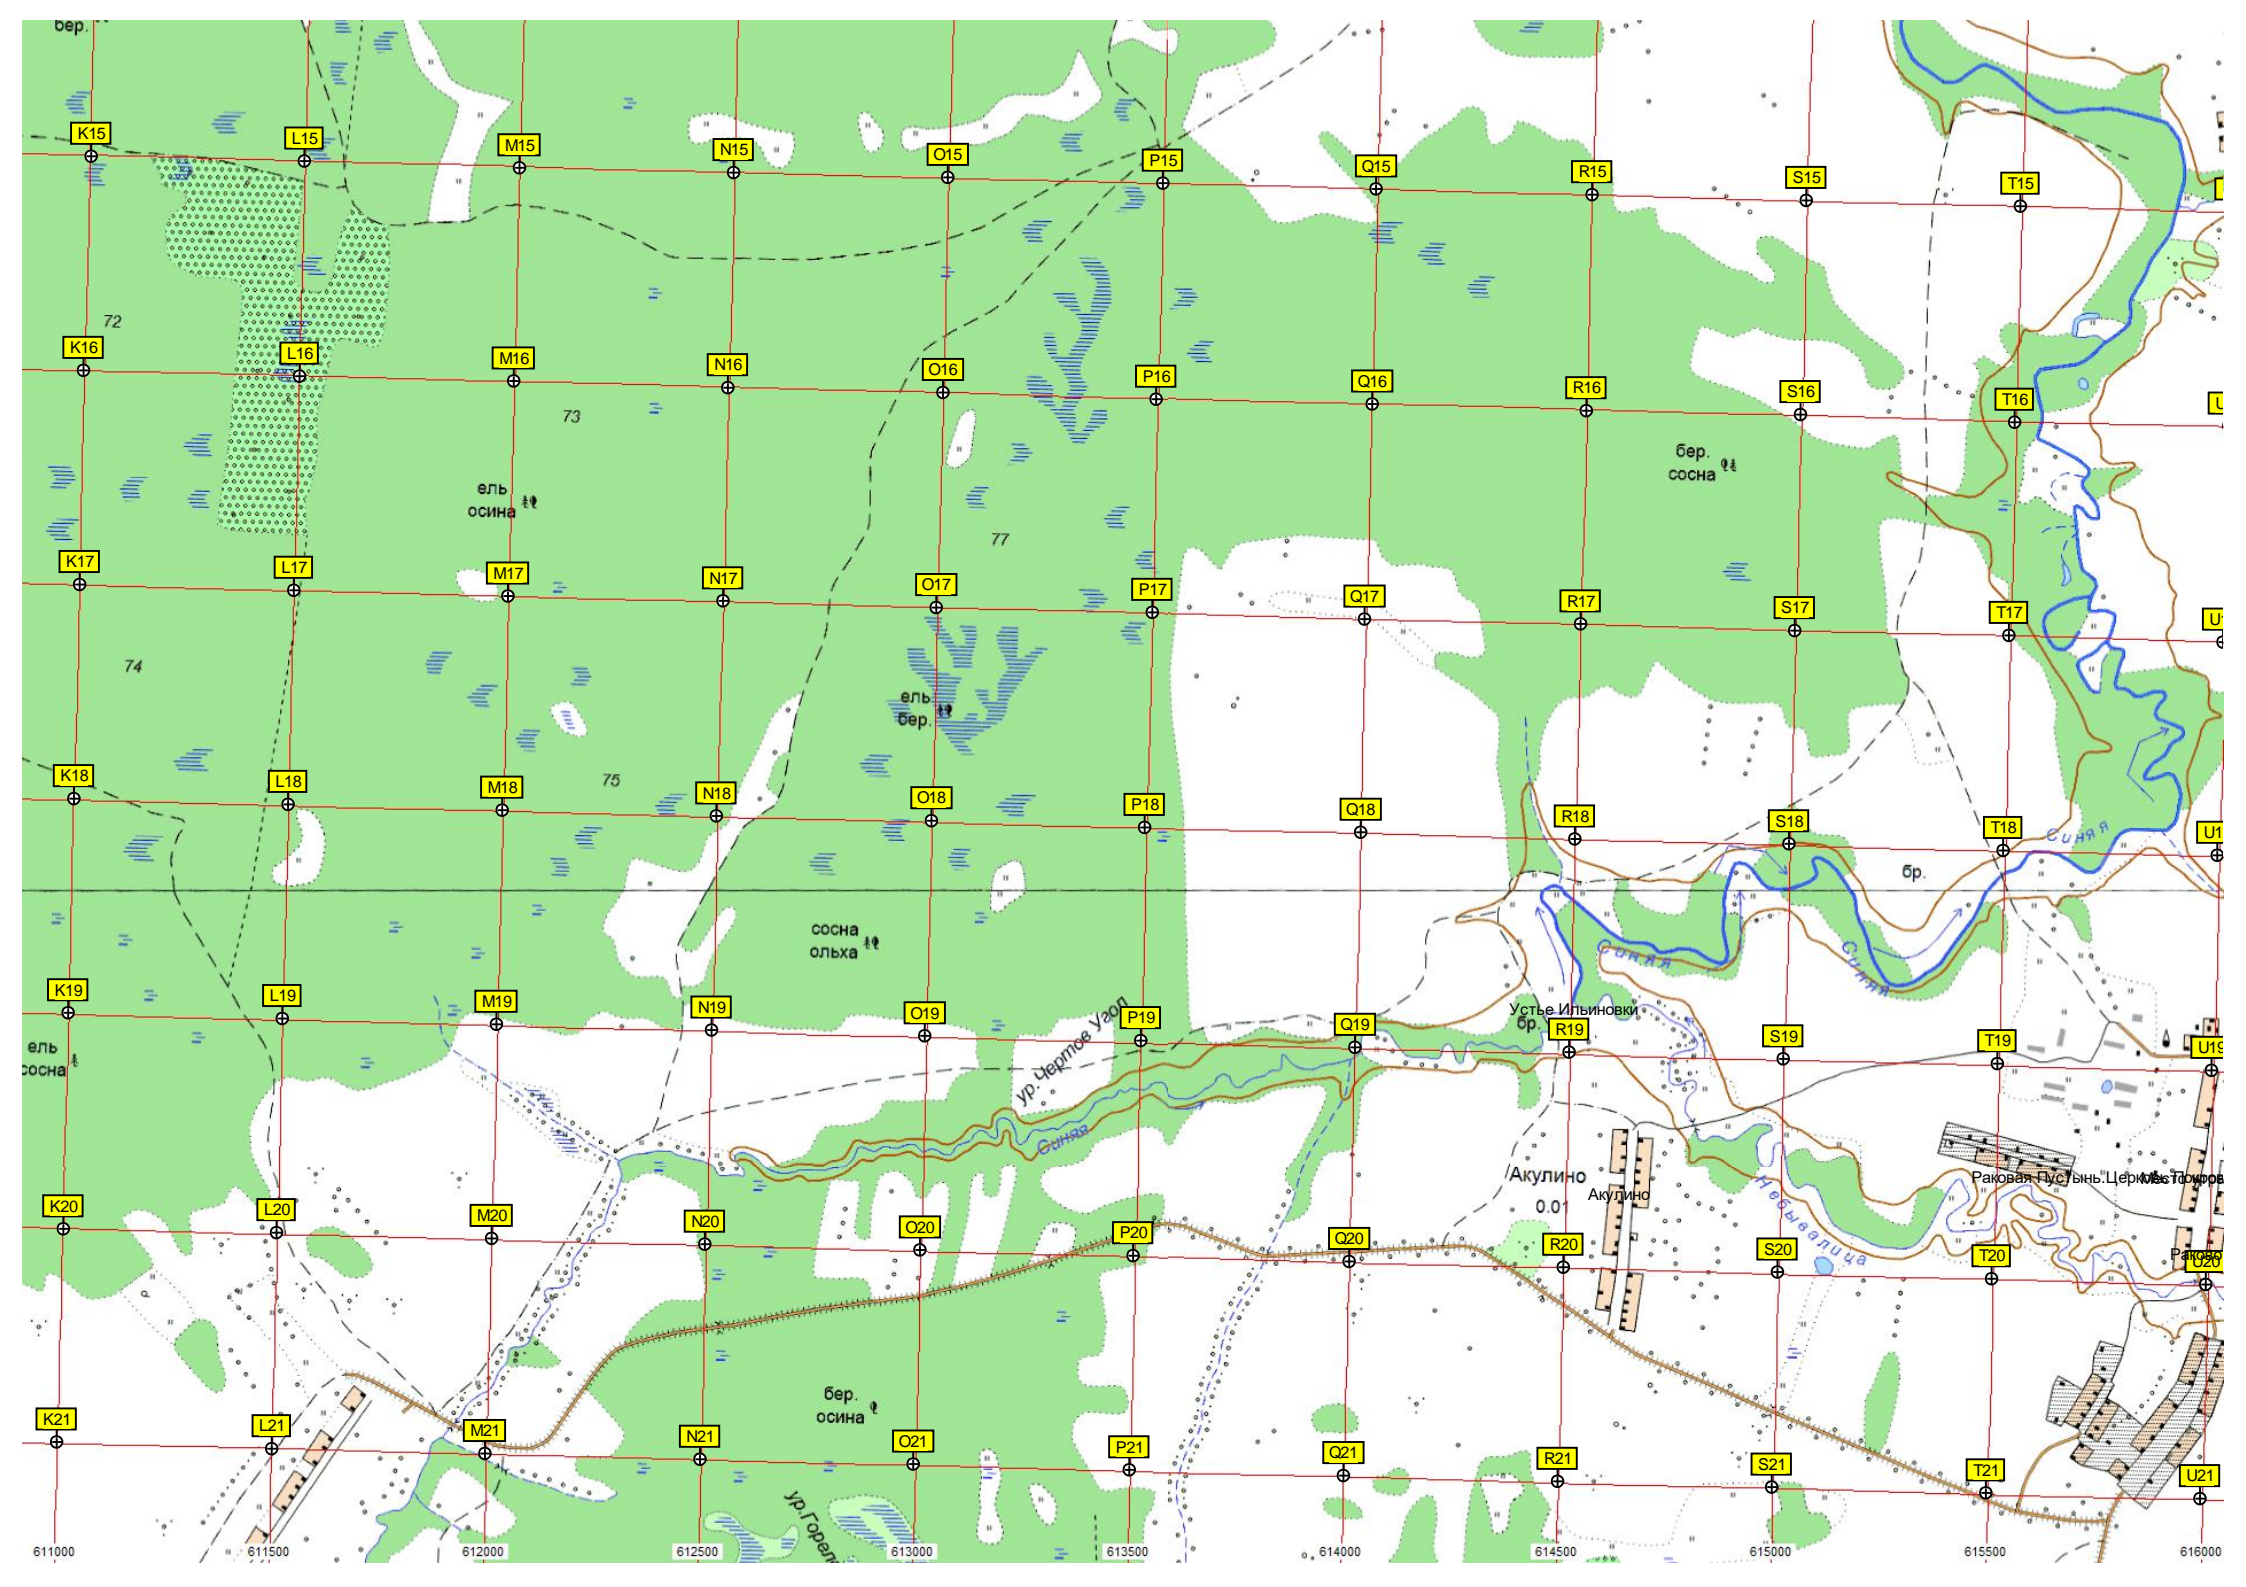 бер.
K15
L15
M15
N15
O15
P15
Q15
R15
S15
T15
72
K16
L16
M16
N16
O16
P16
Q16
R16
S16
T16
73
бер.
сосна
ель
осина
77
K17
L17
M17
N17
O17
P17
Q17
R17
S17
T17
74
ель
бер.
75
K18
L18
M18
N18
O18
P18
Q18
R18
S18
T18
Синяя
бр.
сосна
ольха
Синяя
Синяя
K19
L19
M19
N19
O19
P19
Q19
R19
S19
T19
U19
Устье Ильиновки
бр.
ель
сосна
ур.Чертов Угол
Синяя
Акулино
0.01
Акулино
Раковая Пустынь.Церковь Покров
Небывалица
K20
L20
M20
N20
O20
P20
Q20
R20
S20
T20
U20
Раково
бер.
осина
K21
L21
M21
N21
O21
P21
Q21
R21
S21
T21
U21
ур.Горел
611000
611500
612000
612500
613000
613500
614000
614500
615000
615500
616000